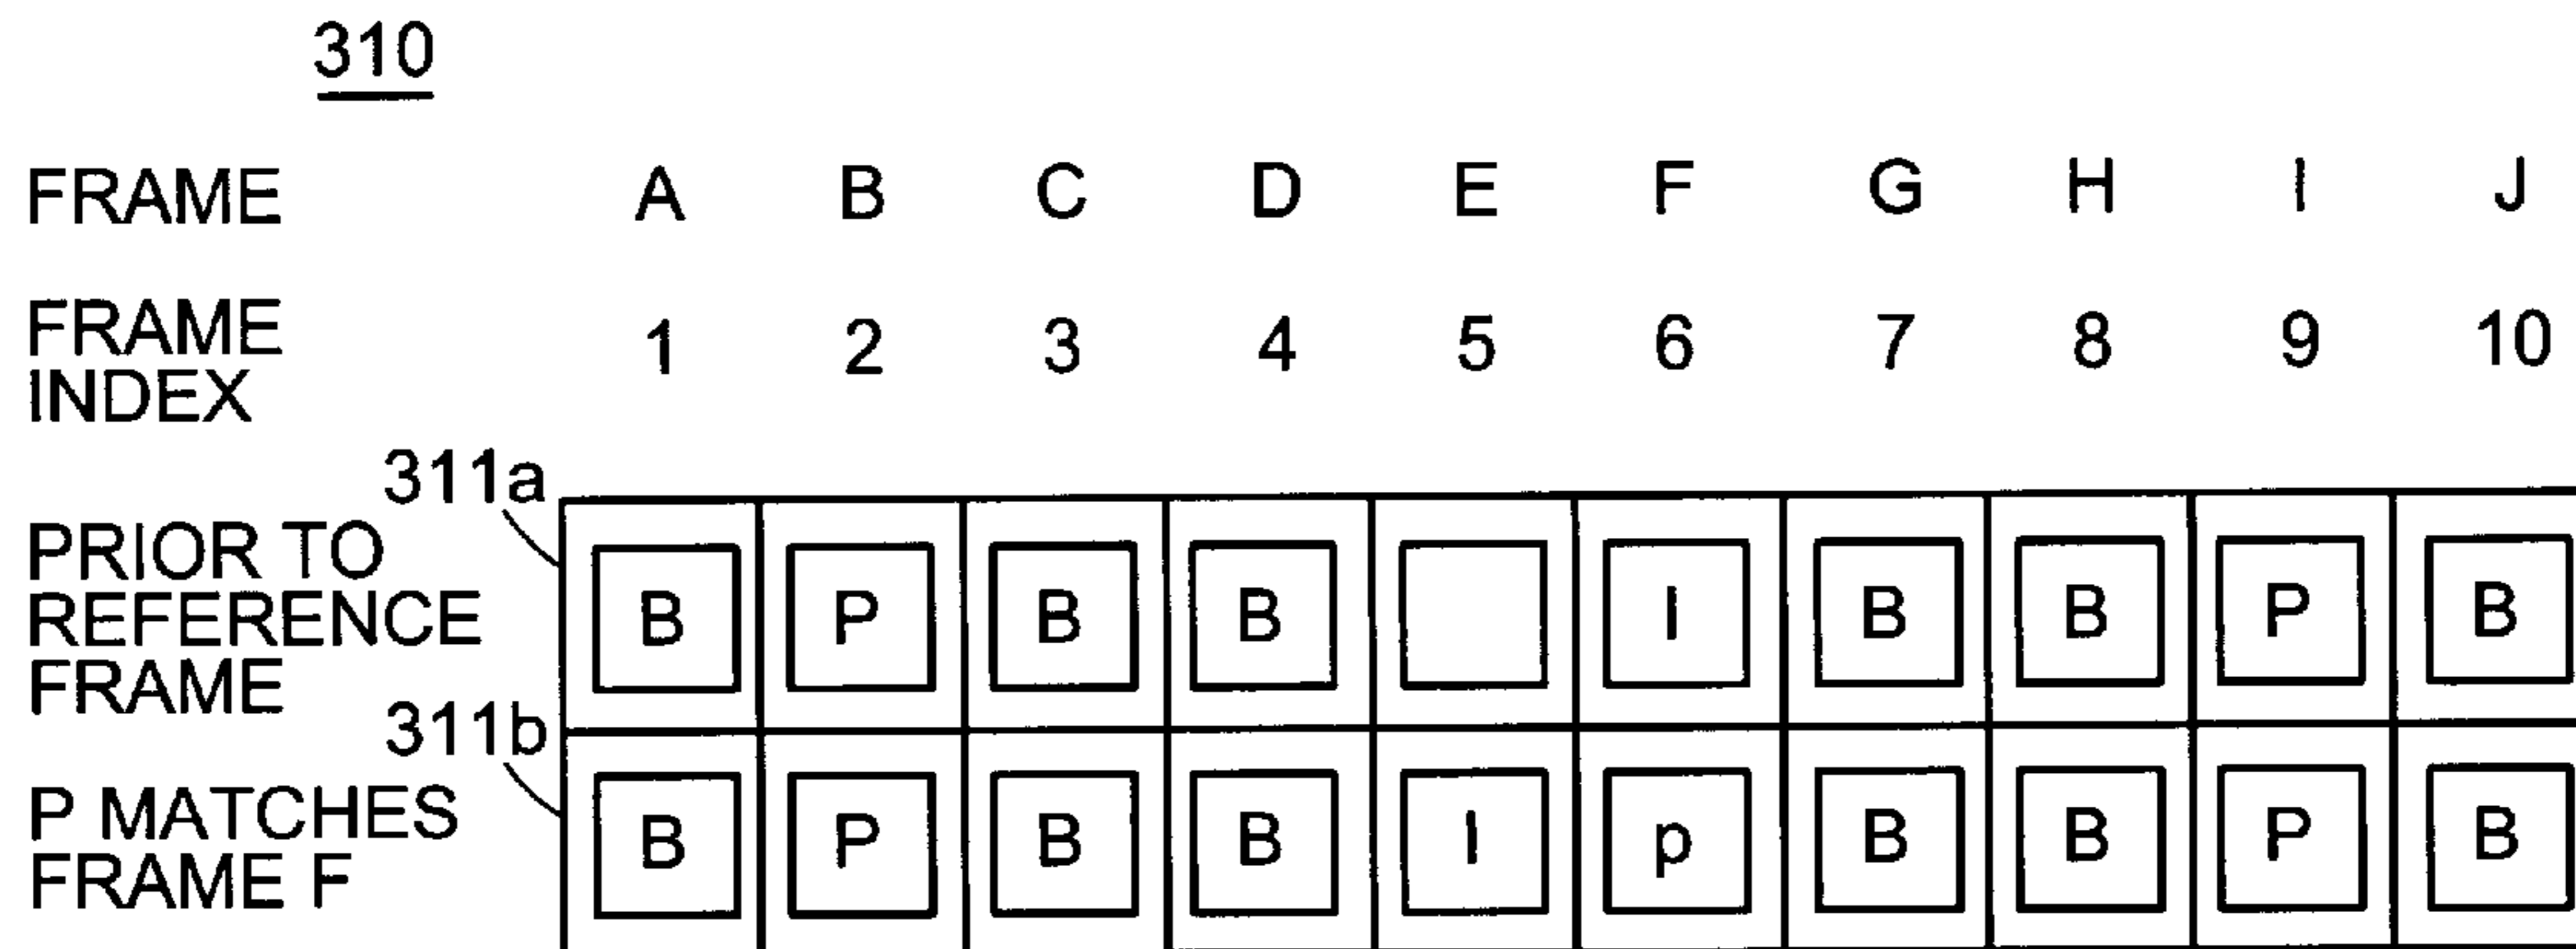 310
FRAME A B C D E F G H I J
FRAME INDEX 1 2 3 4 5 6 7 8 9 10
311a
PRIOR TO
REFERENCE
FRAME
B P B B I B B P B
311b
P MATCHES
FRAME F
B P B B I p B B P B